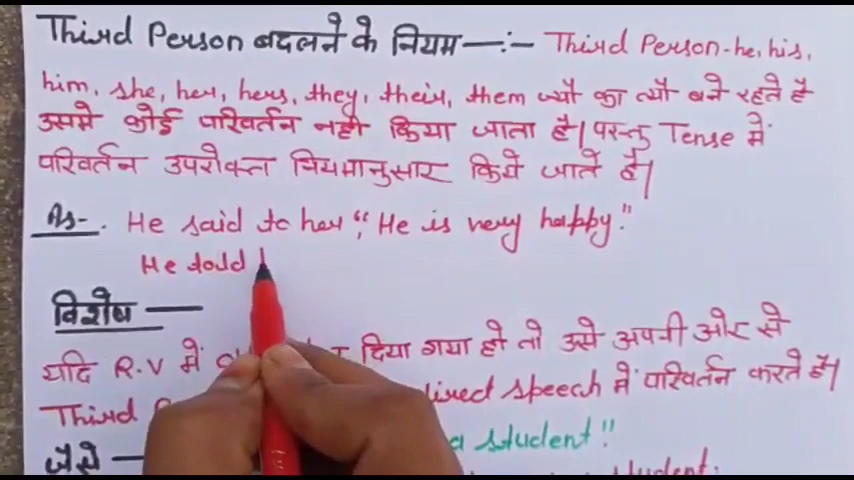 Third Person बदलने के नियम —:— Third Person - he, his,
him, she, her, hers, they, their, them ज्यौ का त्यौ बने रहते है
उसमे कोई परिवर्तन नही किया जाता है। परन्तु Tense में
परिवर्तन उपरोक्त नियमानुसार किये जाते है।
As-. He said to her, "He is very happy."
He told
विशेष —
यदि R.V में दिया गया हो तो उसे अपनी ओर से
Third speech में परिवर्तन करते है।
जैसे — a student"
student.